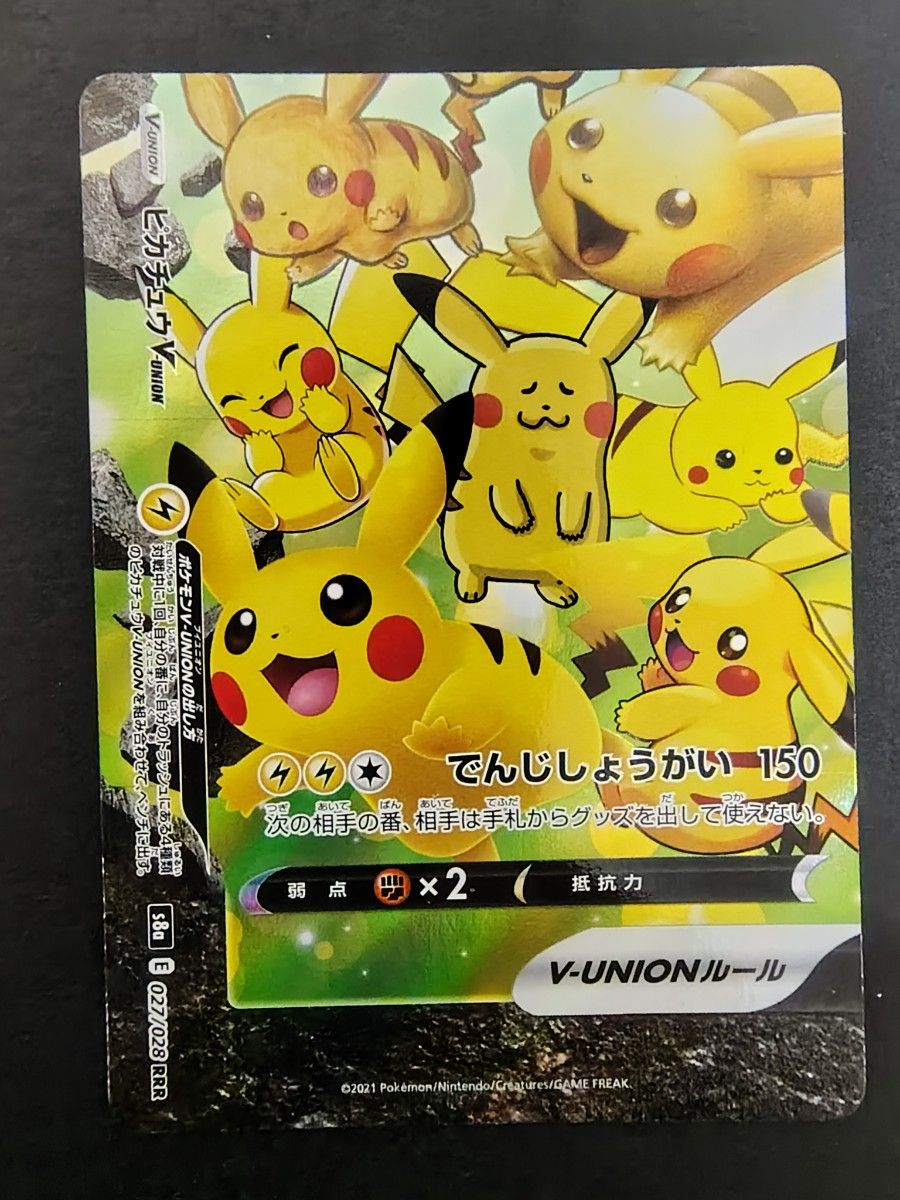 V-UNION
ピカチュウV-UNION
ポケモンV-UNIONの出し方
対戦中に1回、自分の番に、自分のトラッシュにある4種類
のピカチュウV-UNIONを組み合わせて、ベンチに出す。
でんじしょうがい 150
次の相手の番、相手は手札からグッズを出して使えない。
弱点 ×2 抵抗力
V-UNIONルール
s8a E 027/028 RRR
©2021 Pokémon/Nintendo/Creatures/GAME FREAK.